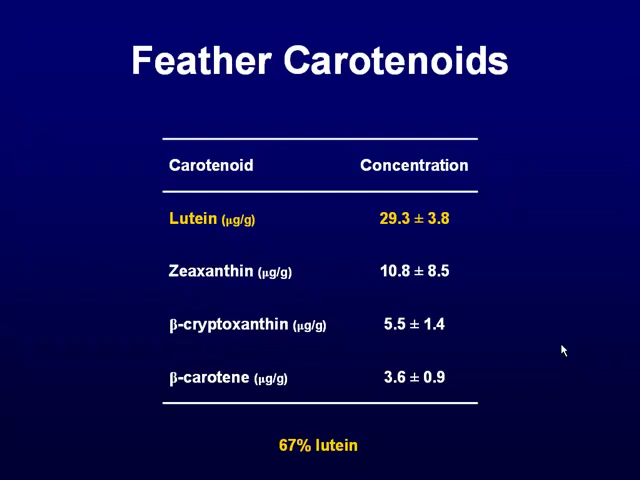 Feather Carotenoids
Carotenoid Concentration
Lutein (μg/g) 29.3 ± 3.8
Zeaxanthin (μg/g) 10.8 ± 8.5
β-cryptoxanthin (μg/g) 5.5 ± 1.4
β-carotene (μg/g) 3.6 ± 0.9
67% lutein